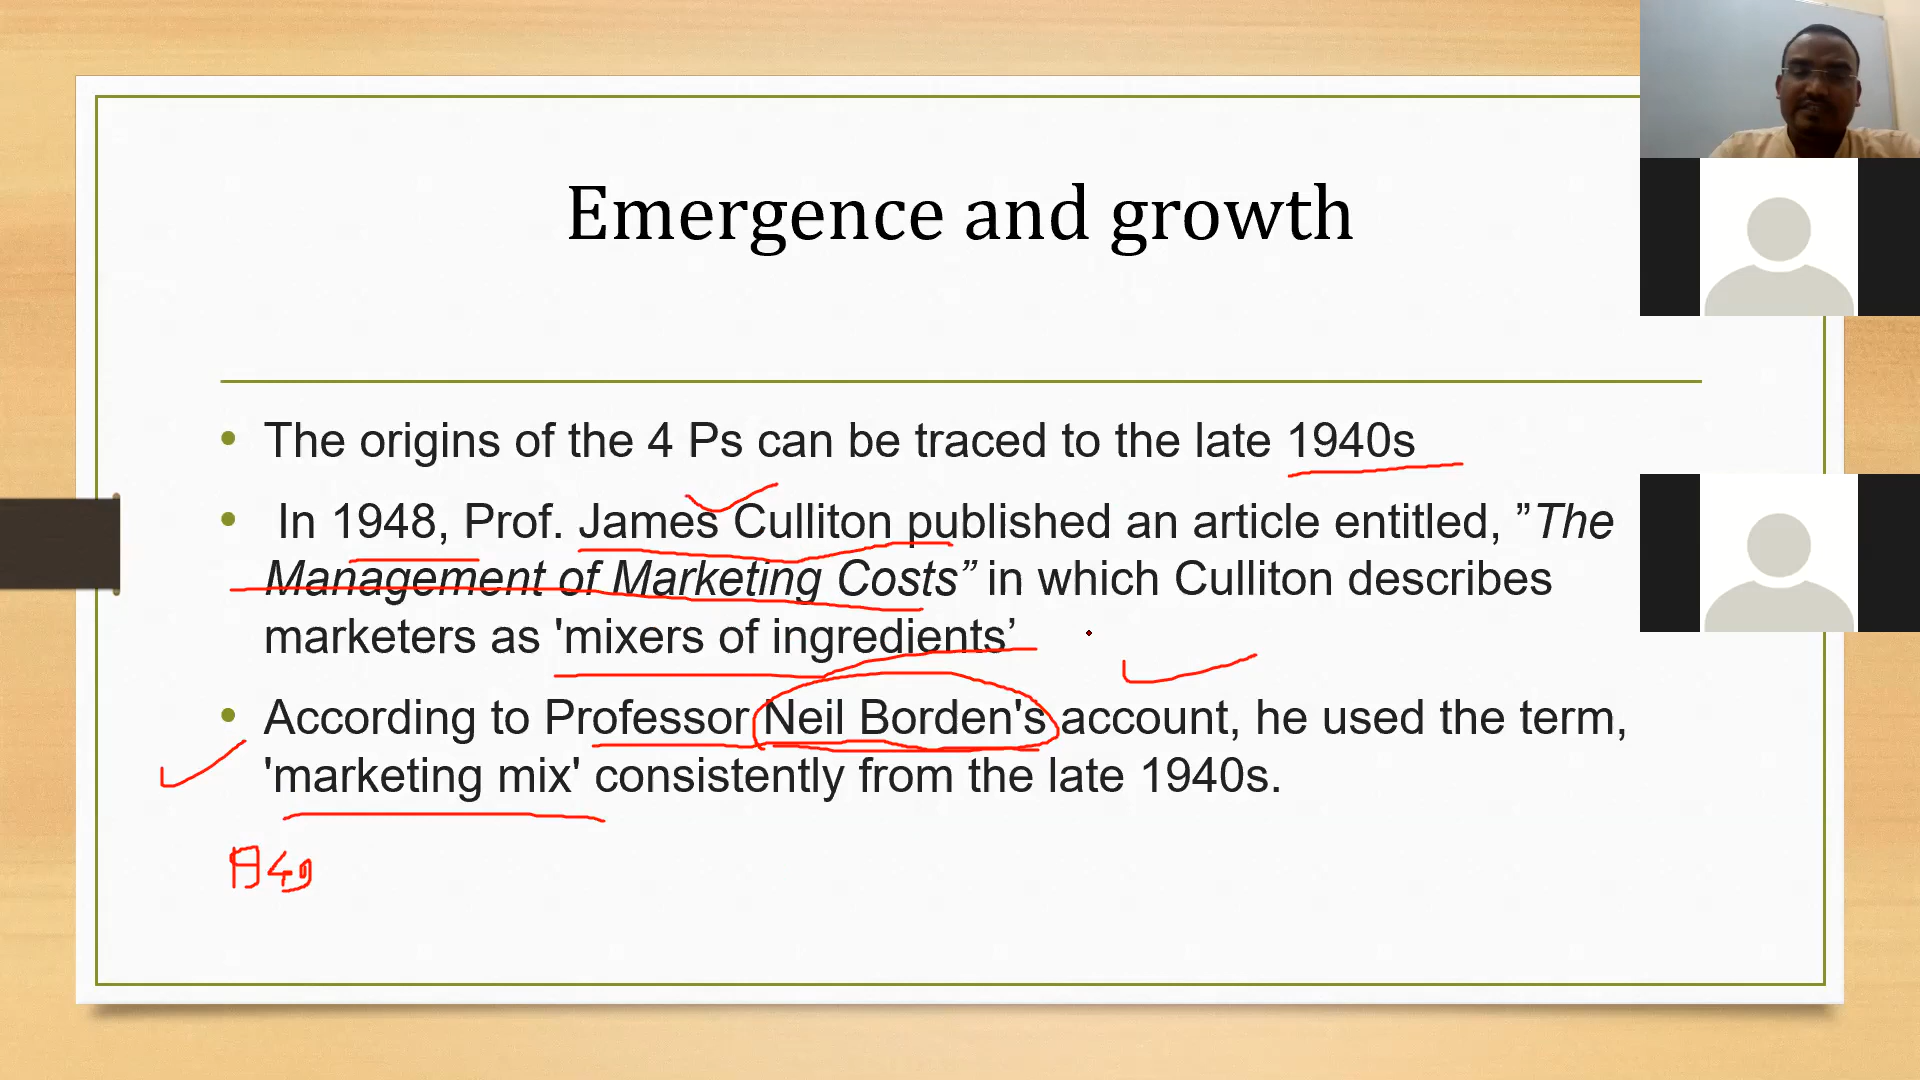 Emergence and growth
• The origins of the 4 Ps can be traced to the late 1940s
• In 1948, Prof. James Culliton published an article entitled, ”The
Management of Marketing Costs” in which Culliton describes
marketers as 'mixers of ingredients’
• According to Professor Neil Borden's account, he used the term,
'marketing mix' consistently from the late 1940s.